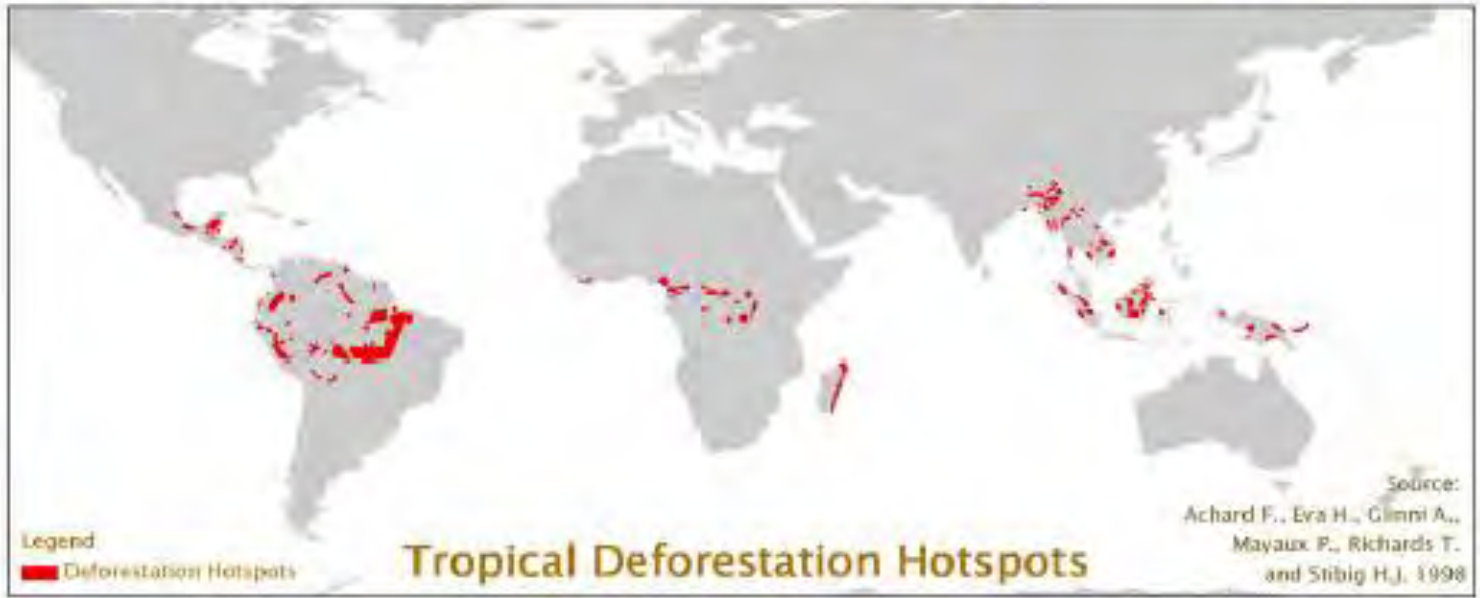 Source:
Achard F., Eva H., Glinni A.,
Mayaux P., Richards T.
and Stibig H.J. 1998
Legend
Deforestation Hotspots
Tropical Deforestation Hotspots